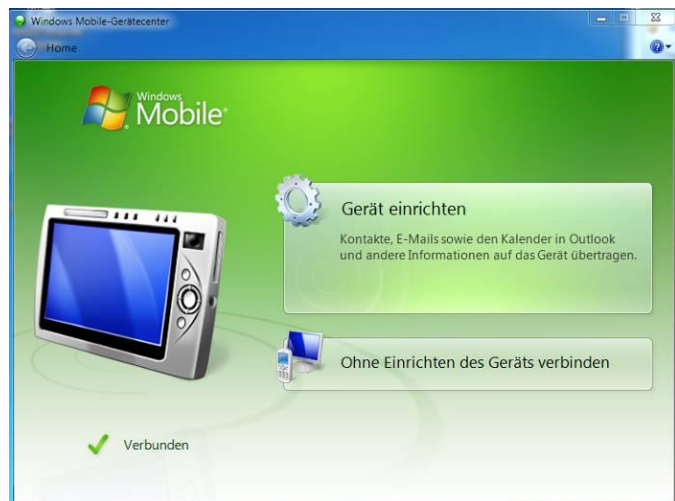 Windows Mobile-Gerätecenter
Home
Windows
Mobile
Gerät einrichten
Kontakte, E-Mails sowie den Kalender in Outlook
und andere Informationen auf das Gerät übertragen.
Ohne Einrichten des Geräts verbinden
Verbunden